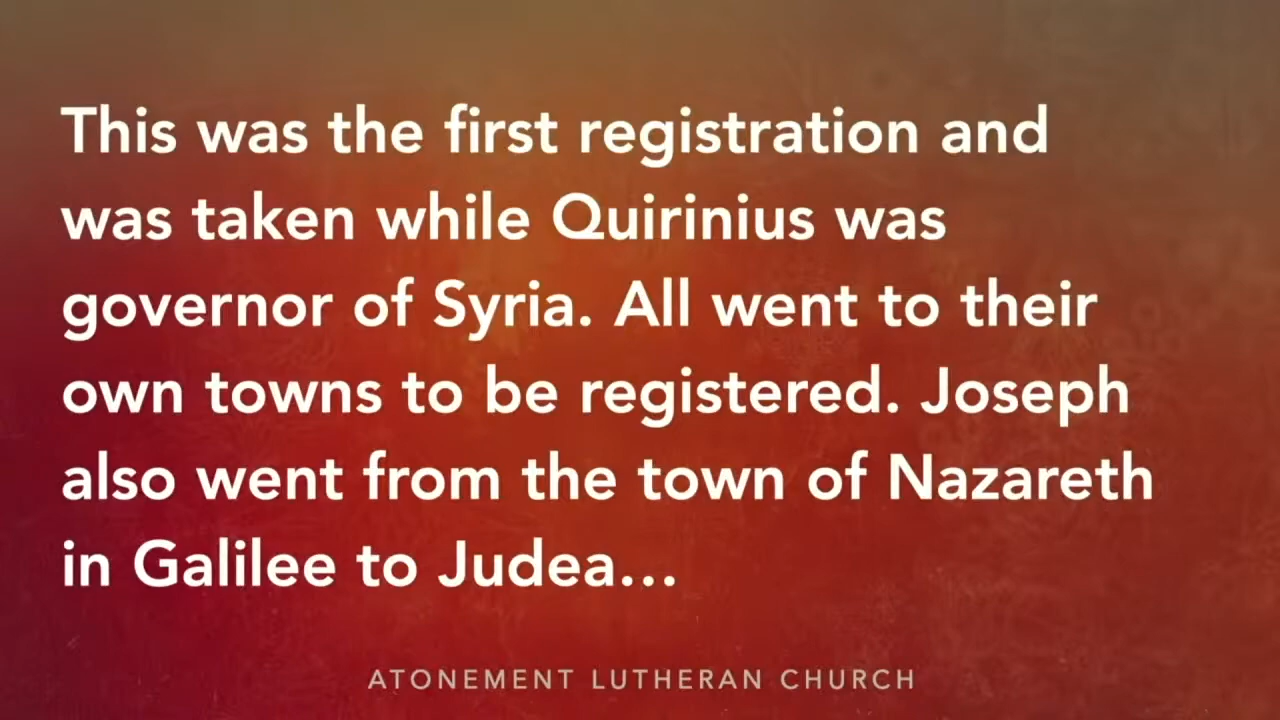 This was the first registration and
was taken while Quirinius was
governor of Syria. All went to their
own towns to be registered. Joseph
also went from the town of Nazareth
in Galilee to Judea...
ATONEMENT LUTHERAN CHURCH